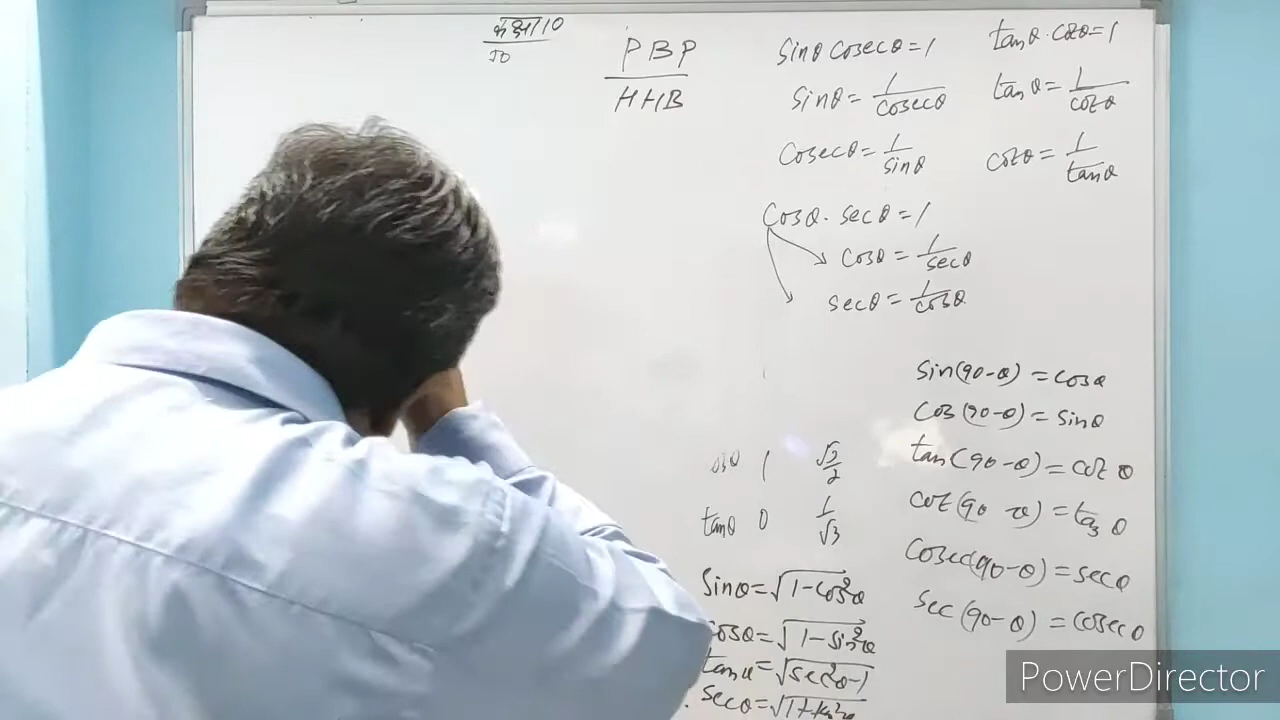 कक्षा 10
PBP
HHB
sinθ cosecθ = 1
sinθ = 1/cosecθ
cosecθ = 1/sinθ
tanθ · cotθ = 1
tanθ = 1/cotθ
cotθ = 1/tanθ
cosθ · secθ = 1
cosθ = 1/secθ
secθ = 1/cosθ
sin(90-θ) = cosθ
cos(90-θ) = sinθ
tan(90-θ) = cotθ
cot(90 θ) = tanθ
cosec(90-θ) = secθ
sec(90-θ) = cosecθ
osθ 1 √3/2
tanθ 0 1/√3
sinθ = √1-cos²θ
cosθ = √1-sin²θ
tanθ = √sec²θ-1
secθ = √1+tan²θ
PowerDirector